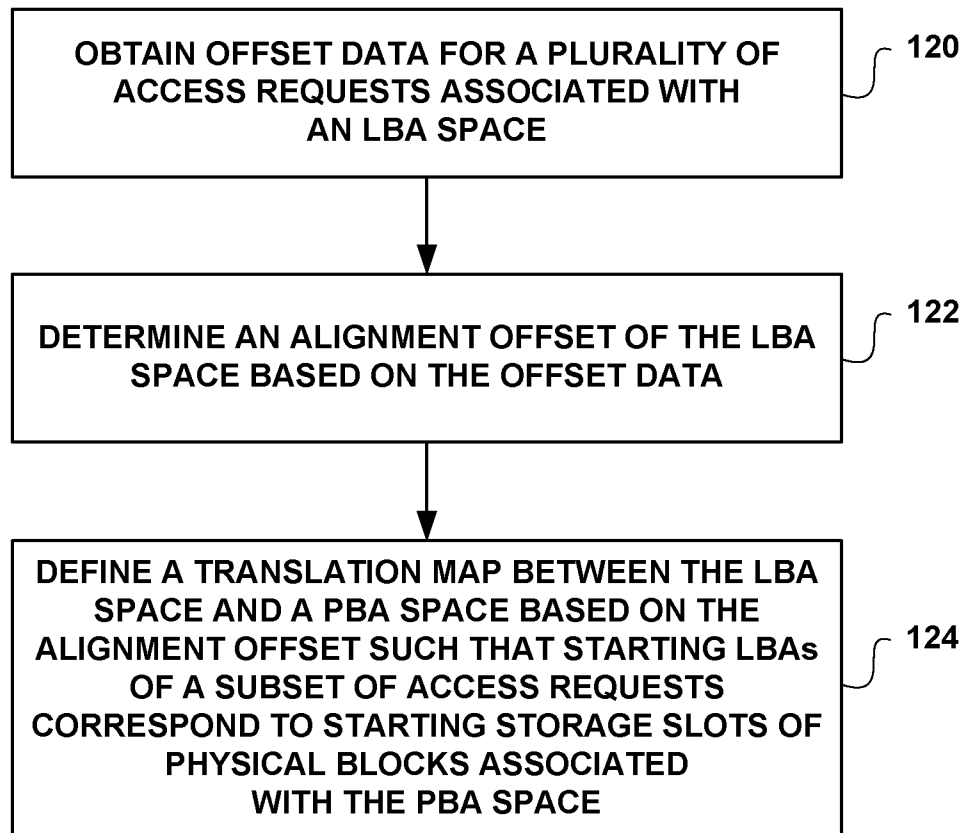 OBTAIN OFFSET DATA FOR A PLURALITY OF
ACCESS REQUESTS ASSOCIATED WITH
AN LBA SPACE
120
DETERMINE AN ALIGNMENT OFFSET OF THE LBA
SPACE BASED ON THE OFFSET DATA
122
DEFINE A TRANSLATION MAP BETWEEN THE LBA
SPACE AND A PBA SPACE BASED ON THE
ALIGNMENT OFFSET SUCH THAT STARTING LBAs
OF A SUBSET OF ACCESS REQUESTS
CORRESPOND TO STARTING STORAGE SLOTS OF
PHYSICAL BLOCKS ASSOCIATED
WITH THE PBA SPACE
124